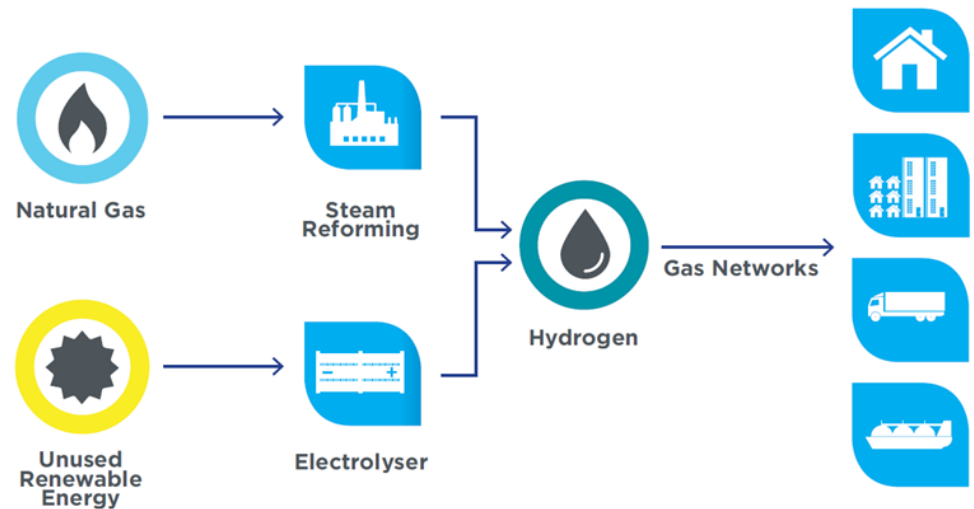 Natural Gas
Steam
Reforming
Gas Networks
Hydrogen
Unused
Renewable
Energy
Electrolyser